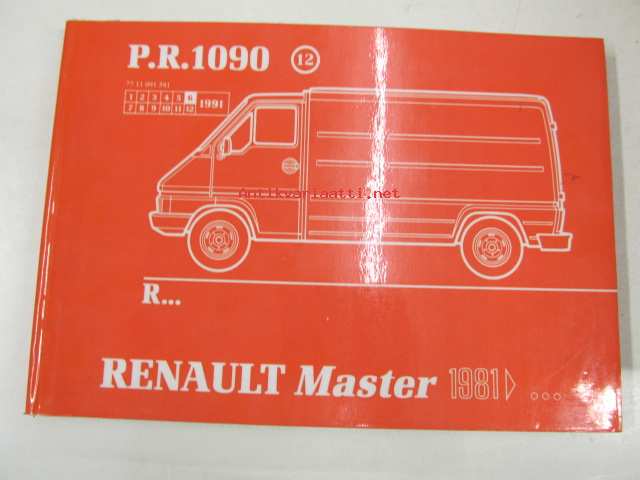 P.R.1090 12
77 11 091 581
1 2 3 4 5 6 1991
7 8 9 10 11 12
Antikvariaatti.net
R...
RENAULT Master 1981 ...